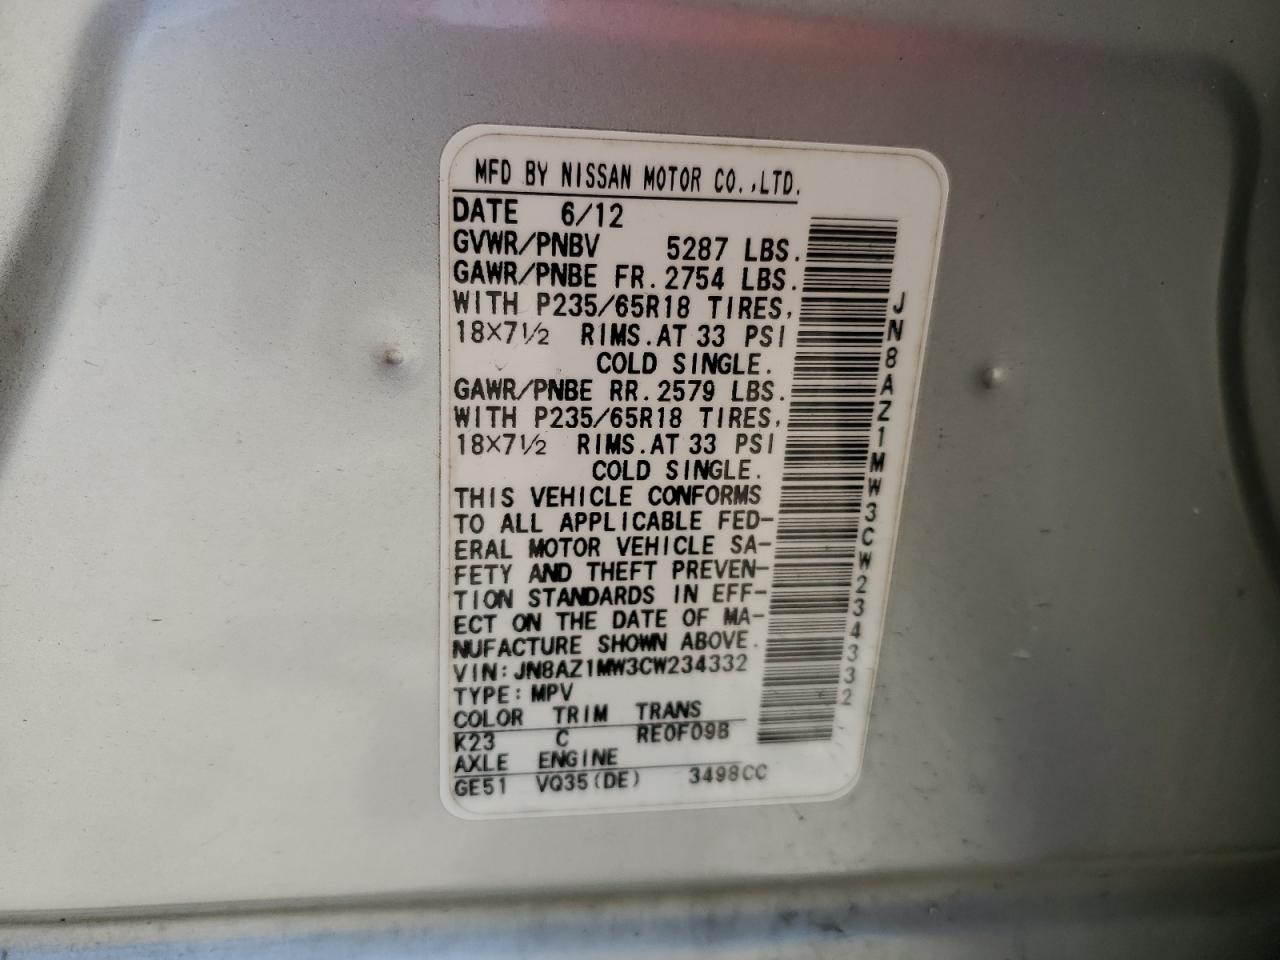 MFD BY NISSAN MOTOR CO.,LTD.
DATE 6/12
GVWR/PNBV 5287 LBS.
GAWR/PNBE FR. 2754 LBS.
WITH P235/65R18 TIRES,
18X7½ RIMS. AT 33 PSI
COLD SINGLE.
GAWR/PNBE RR. 2579 LBS.
WITH P235/65R18 TIRES,
18X7½ RIMS. AT 33 PSI
COLD SINGLE.
THIS VEHICLE CONFORMS
TO ALL APPLICABLE FED-
ERAL MOTOR VEHICLE SA-
FETY AND THEFT PREVEN-
TION STANDARDS IN EFF-
ECT ON THE DATE OF MA-
NUFACTURE SHOWN ABOVE.
VIN: JN8AZ1MW3CW234332
TYPE: MPV
COLOR TRIM TRANS
K23 C RE0F09B
AXLE ENGINE
GE51 VQ35(DE) 3498CC
JN8AZ1MW3CW234332